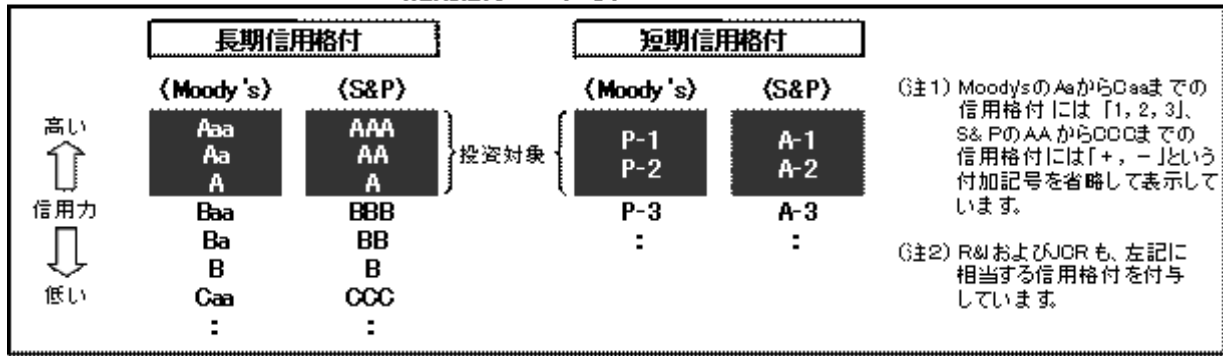 長期信用格付
短期信用格付
〈Moody's〉 〈S&P〉
〈Moody's〉 〈S&P〉
高い
信用力
低い
Aaa AAA
Aa AA
A A
Baa BBB
Ba BB
B B
Caa CCC
: :
投資対象
P-1 A-1
P-2 A-2
P-3 A-3
: :
(注1) Moody'sのAaからCaaまでの
信用格付には「1, 2, 3」、
S&PのAAからCCCまでの
信用格付には「+, -」という
付加記号を省略して表示して
います。
(注2) R&IおよびJCRも、左記に
相当する信用格付を付与
しています。